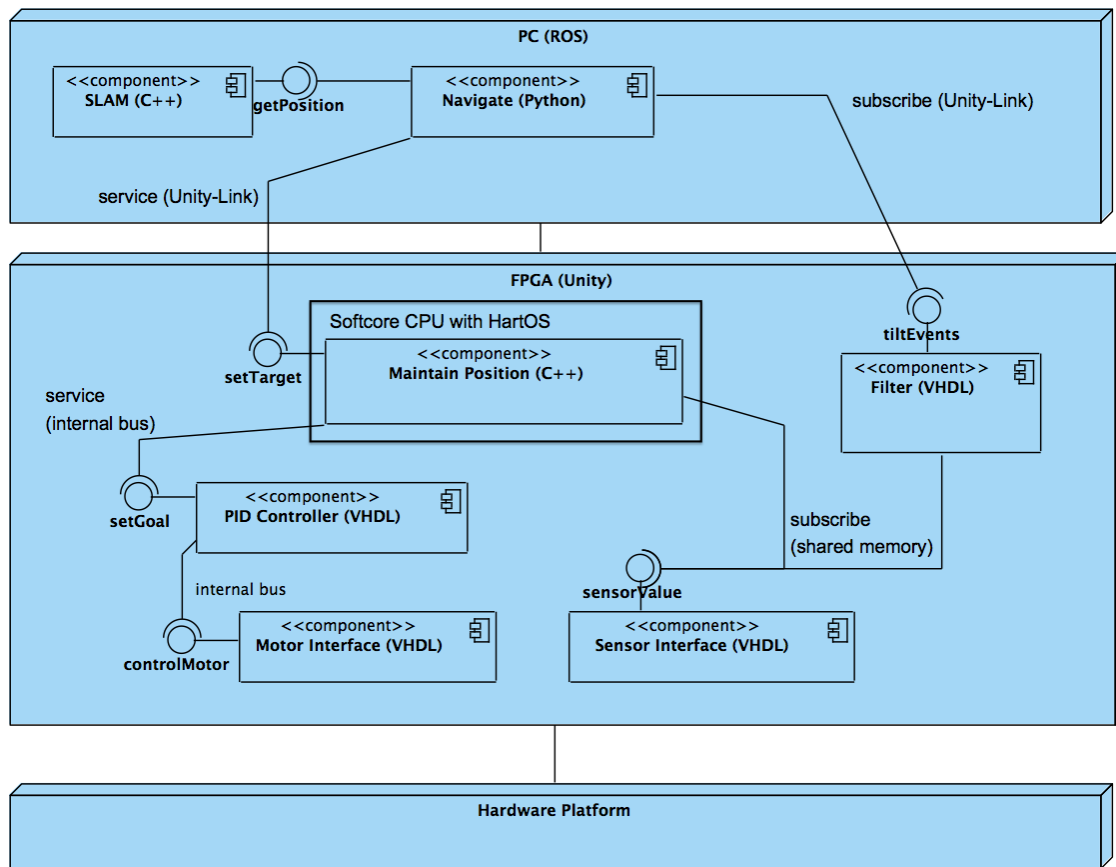 PC (ROS)
<<component>>
SLAM (C++)
getPosition
<<component>>
Navigate (Python)
subscribe (Unity-Link)
service (Unity-Link)
FPGA (Unity)
Softcore CPU with HartOS
<<component>>
Maintain Position (C++)
setTarget
tiltEvents
<<component>>
Filter (VHDL)
service
(internal bus)
setGoal
<<component>>
PID Controller (VHDL)
subscribe
(shared memory)
internal bus
sensorValue
controlMotor
<<component>>
Motor Interface (VHDL)
<<component>>
Sensor Interface (VHDL)
Hardware Platform